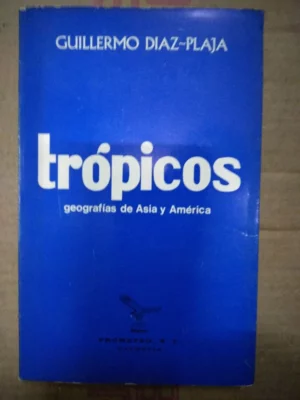 GUILLERMO DIAZ-PLAJA
trópicos
geografías de Asia y América